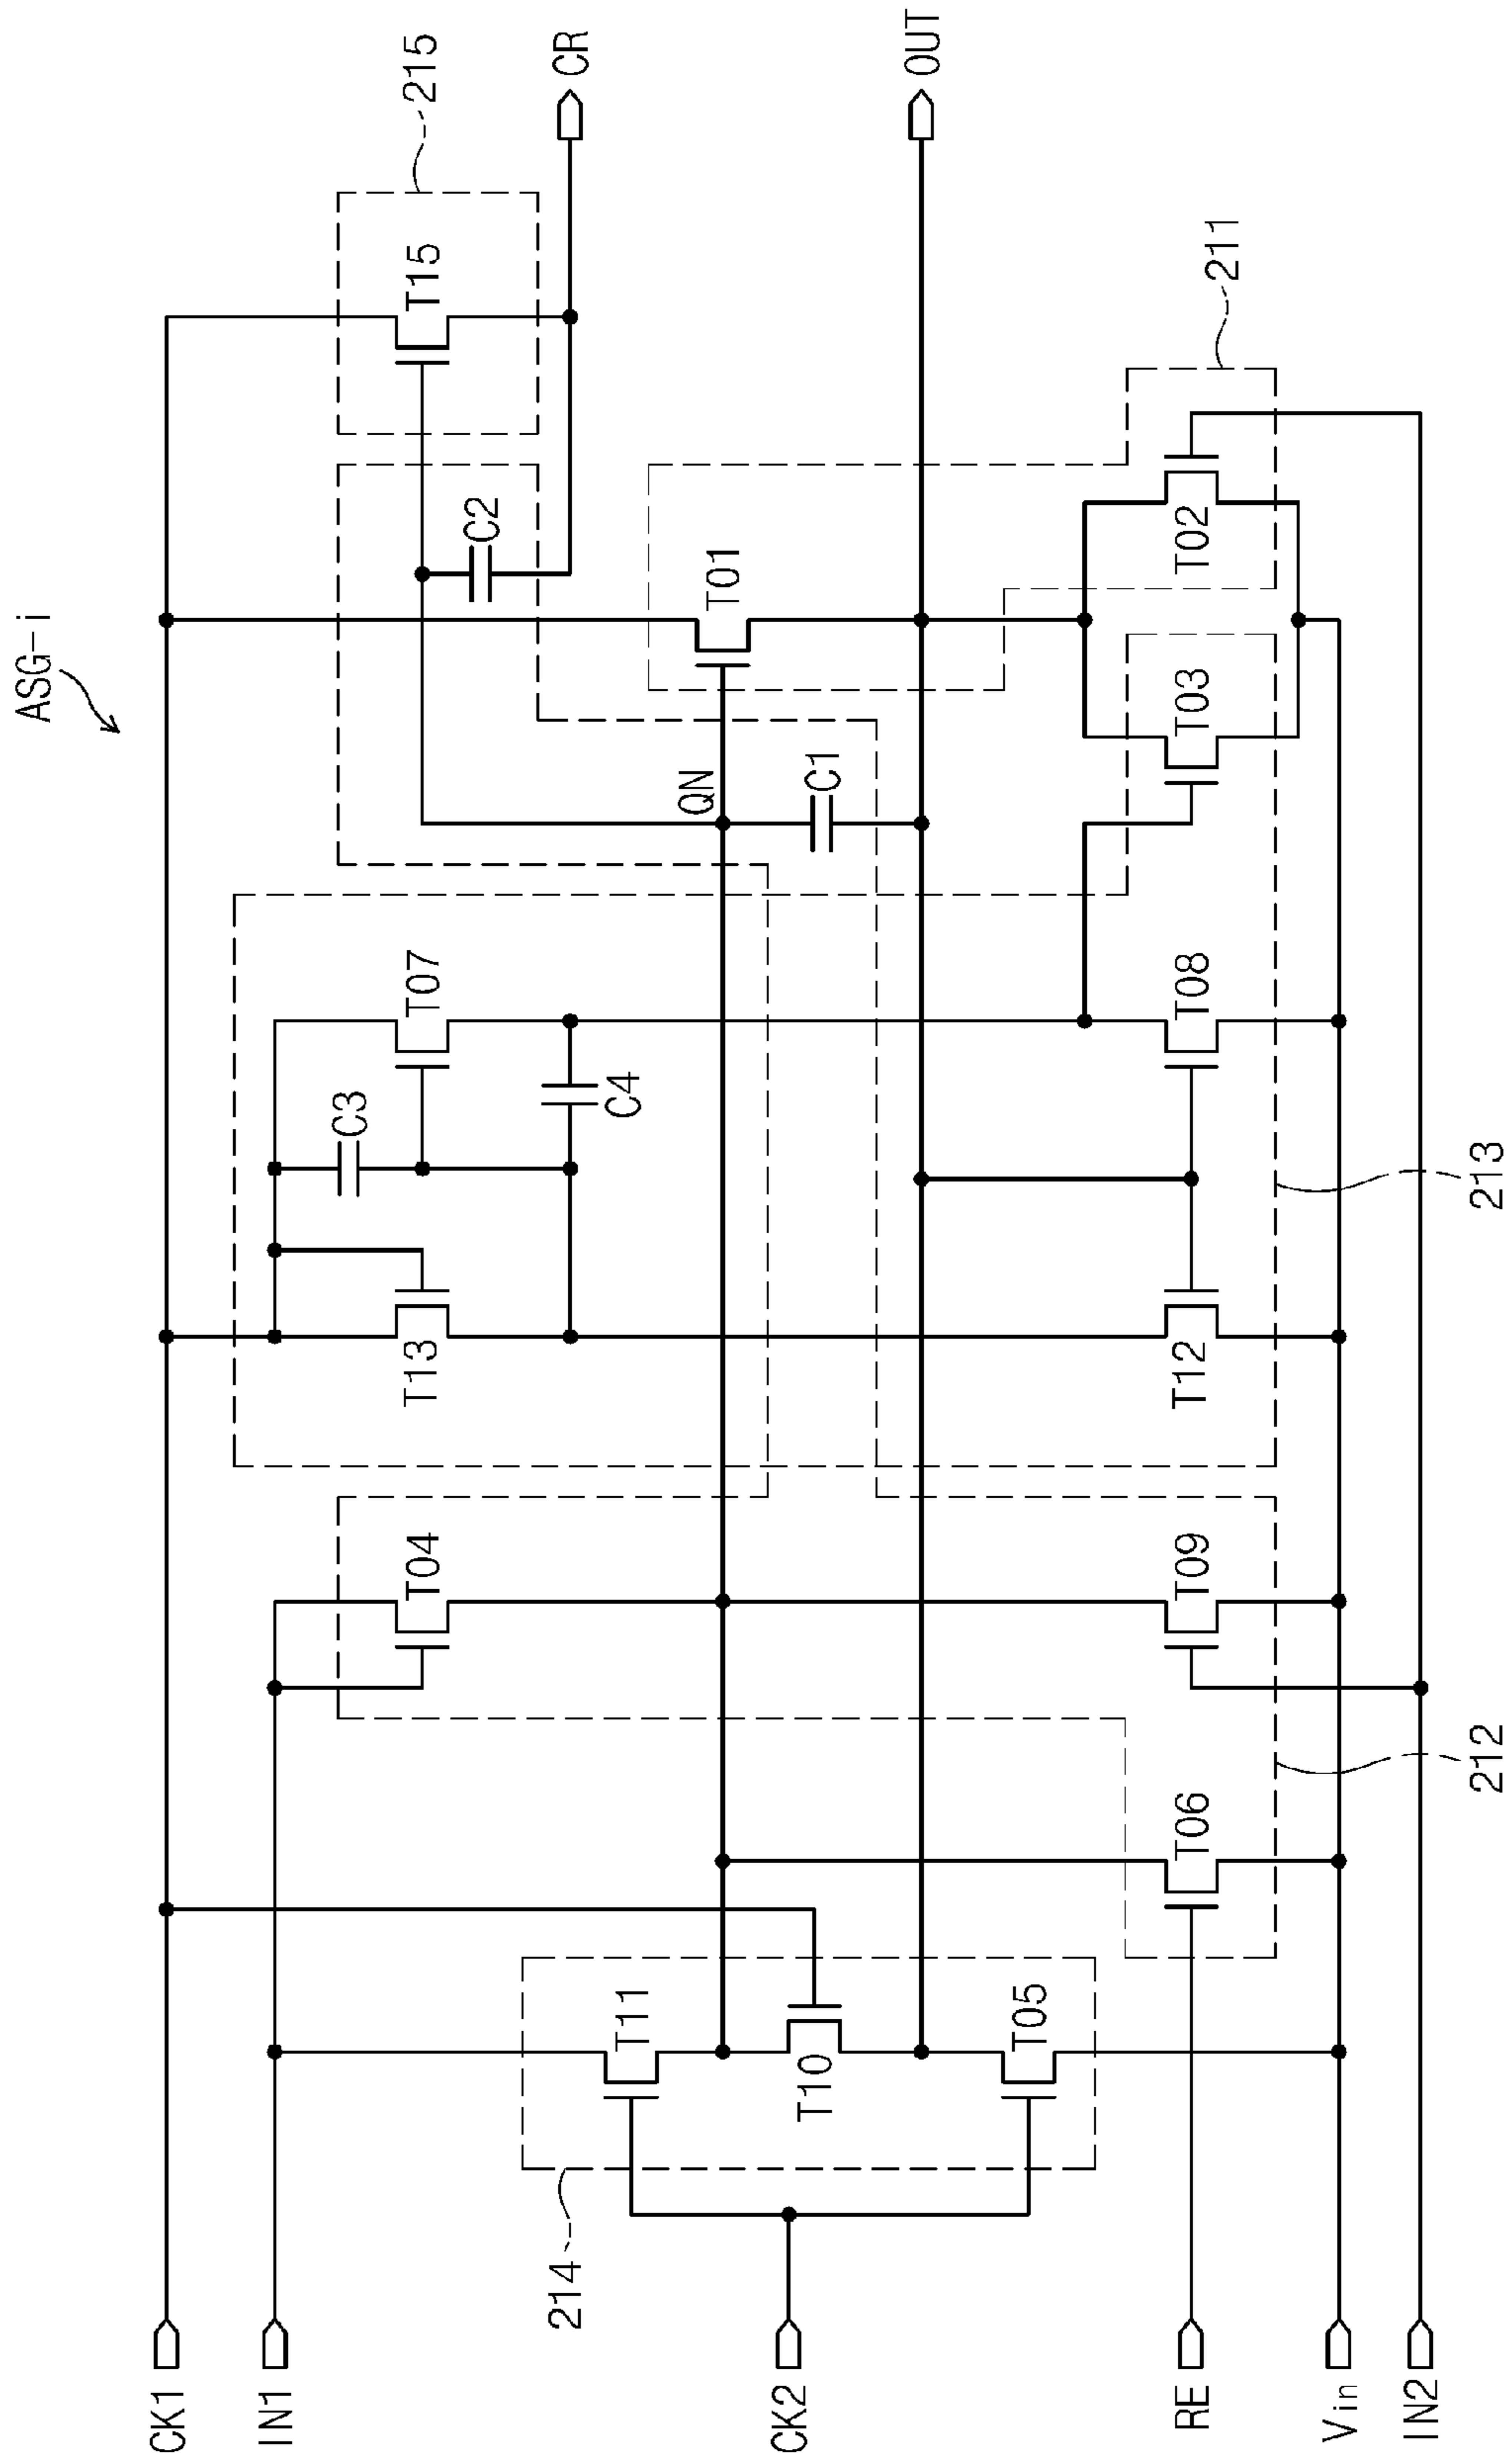 ASG-i
CK1
IN1
CK2
RE
Vin
IN2
CR
OUT
215
T15
C2
T01
211
T02
T03
QN
C1
T07
C3
C4
T08
T13
T12
213
T04
T09
212
T06
T11
T10
T05
214